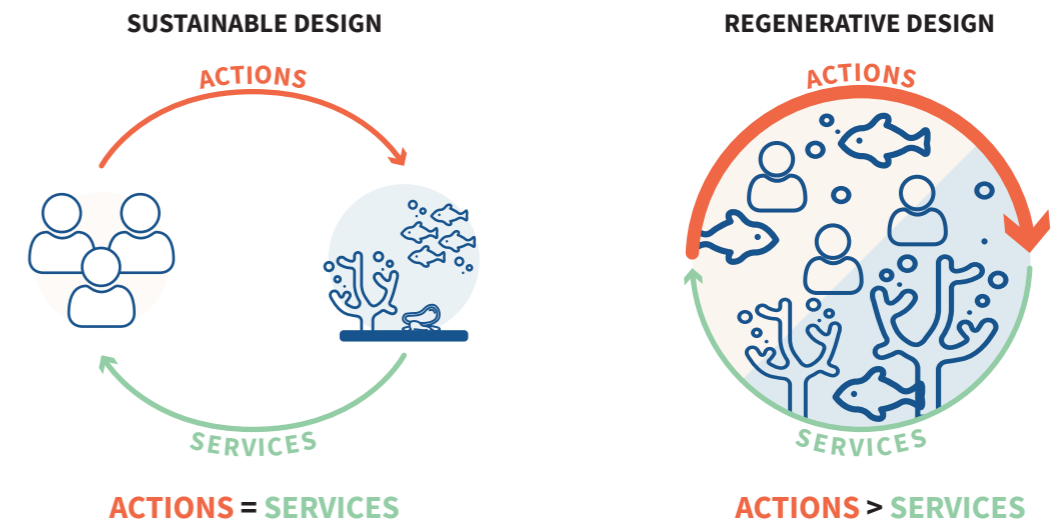 SUSTAINABLE DESIGN
ACTIONS
SERVICES
ACTIONS = SERVICES
REGENERATIVE DESIGN
ACTIONS
SERVICES
ACTIONS > SERVICES